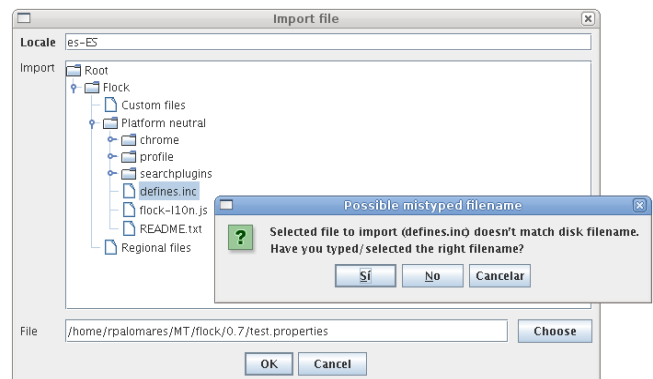 Import file
Locale es-ES
Import
Root
Flock
Custom files
Platform neutral
chrome
profile
searchplugins
defines.inc
flock-l10n.js
README.txt
Regional files
Possible mistyped filename
Selected file to import (defines.inc) doesn't match disk filename.
Have you typed/selected the right filename?
Sí No Cancelar
File /home/rpalomares/MT/flock/0.7/test.properties Choose
OK Cancel